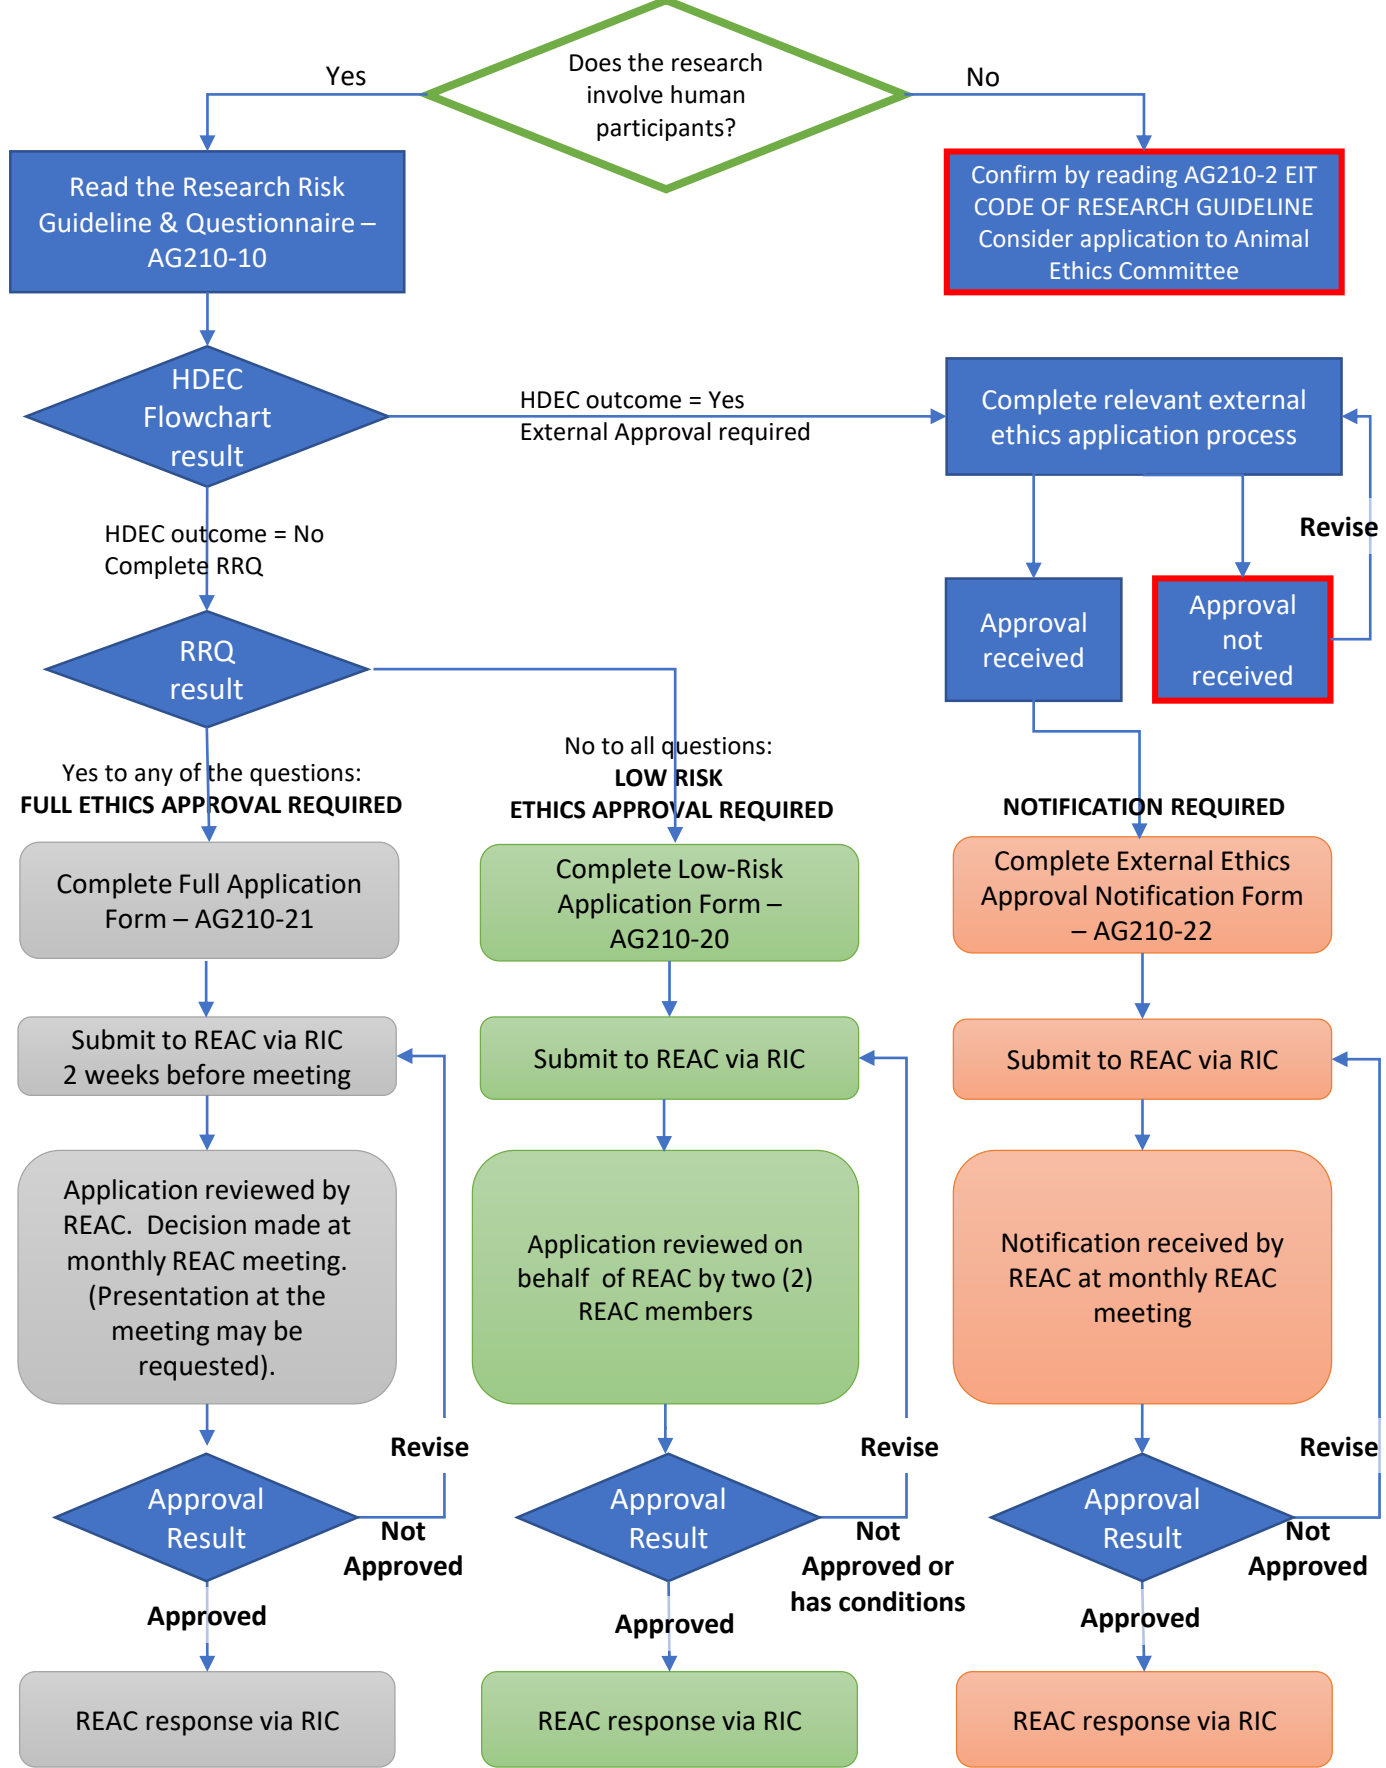 Does the research
involve human
participants?
Yes
No
Read the Research Risk
Guideline & Questionnaire –
AG210-10
Confirm by reading AG210-2 EIT
CODE OF RESEARCH GUIDELINE
Consider application to Animal
Ethics Committee
HDEC
Flowchart
result
HDEC outcome = Yes
External Approval required
Complete relevant external
ethics application process
Revise
HDEC outcome = No
Complete RRQ
Approval
received
Approval
not
received
RRQ
result
Yes to any of the questions:
FULL ETHICS APPROVAL REQUIRED
No to all questions:
LOW RISK
ETHICS APPROVAL REQUIRED
NOTIFICATION REQUIRED
Complete Full Application
Form – AG210-21
Complete Low-Risk
Application Form –
AG210-20
Complete External Ethics
Approval Notification Form
– AG210-22
Submit to REAC via RIC
2 weeks before meeting
Submit to REAC via RIC
Submit to REAC via RIC
Application reviewed by
REAC.  Decision made at
monthly REAC meeting.
(Presentation at the
meeting may be
requested).
Application reviewed on
behalf  of REAC by two (2)
REAC members
Notification received by
REAC at monthly REAC
meeting
Revise
Revise
Revise
Approval
Result
Not
Approved
Approval
Result
Not
Approved or
has conditions
Approval
Result
Not
Approved
Approved
Approved
Approved
REAC response via RIC
REAC response via RIC
REAC response via RIC